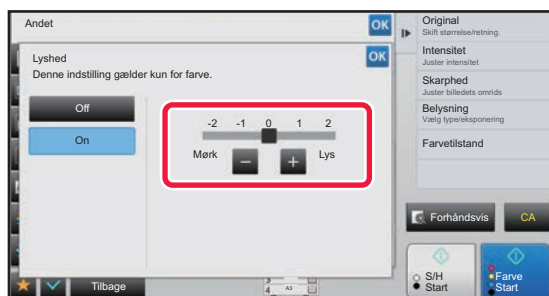 Andet
OK
Lyshed
OK
Denne indstilling gælder kun for farve.
Off
On
-2 -1 0 1 2
Mørk − + Lys
Original
Skift størrelse/retning.
Intensitet
Juster intensitet
Skarphed
Juster billedets omrids
Belysning
Vælg type/eksponering
Farvetilstand
Forhåndsvis
CA
S/H
Start
Farve
Start
Tilbage
4 A3